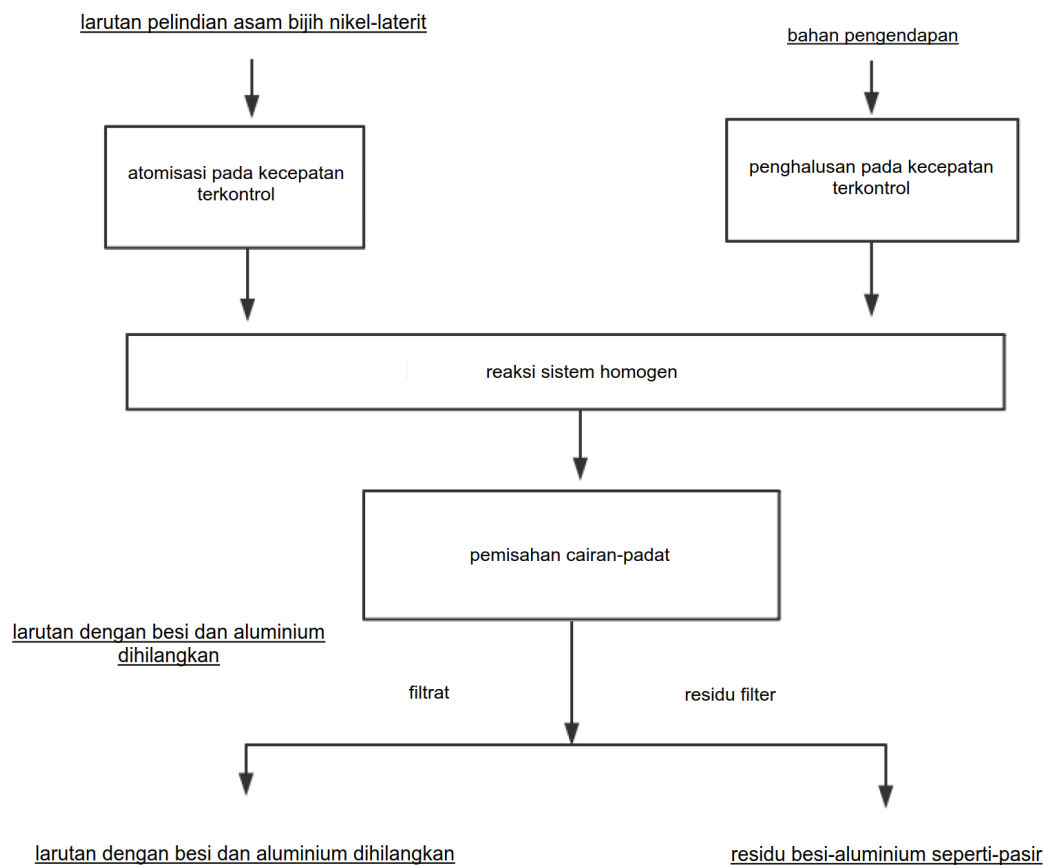 larutan pelindian asam bijih nikel-laterit
bahan pengendapan
atomisasi pada kecepatan
terkontrol
penghalusan pada kecepatan
terkontrol
reaksi sistem homogen
pemisahan cairan-padat
larutan dengan besi dan aluminium
dihilangkan
filtrat
residu filter
larutan dengan besi dan aluminium dihilangkan
residu besi-aluminium seperti-pasir